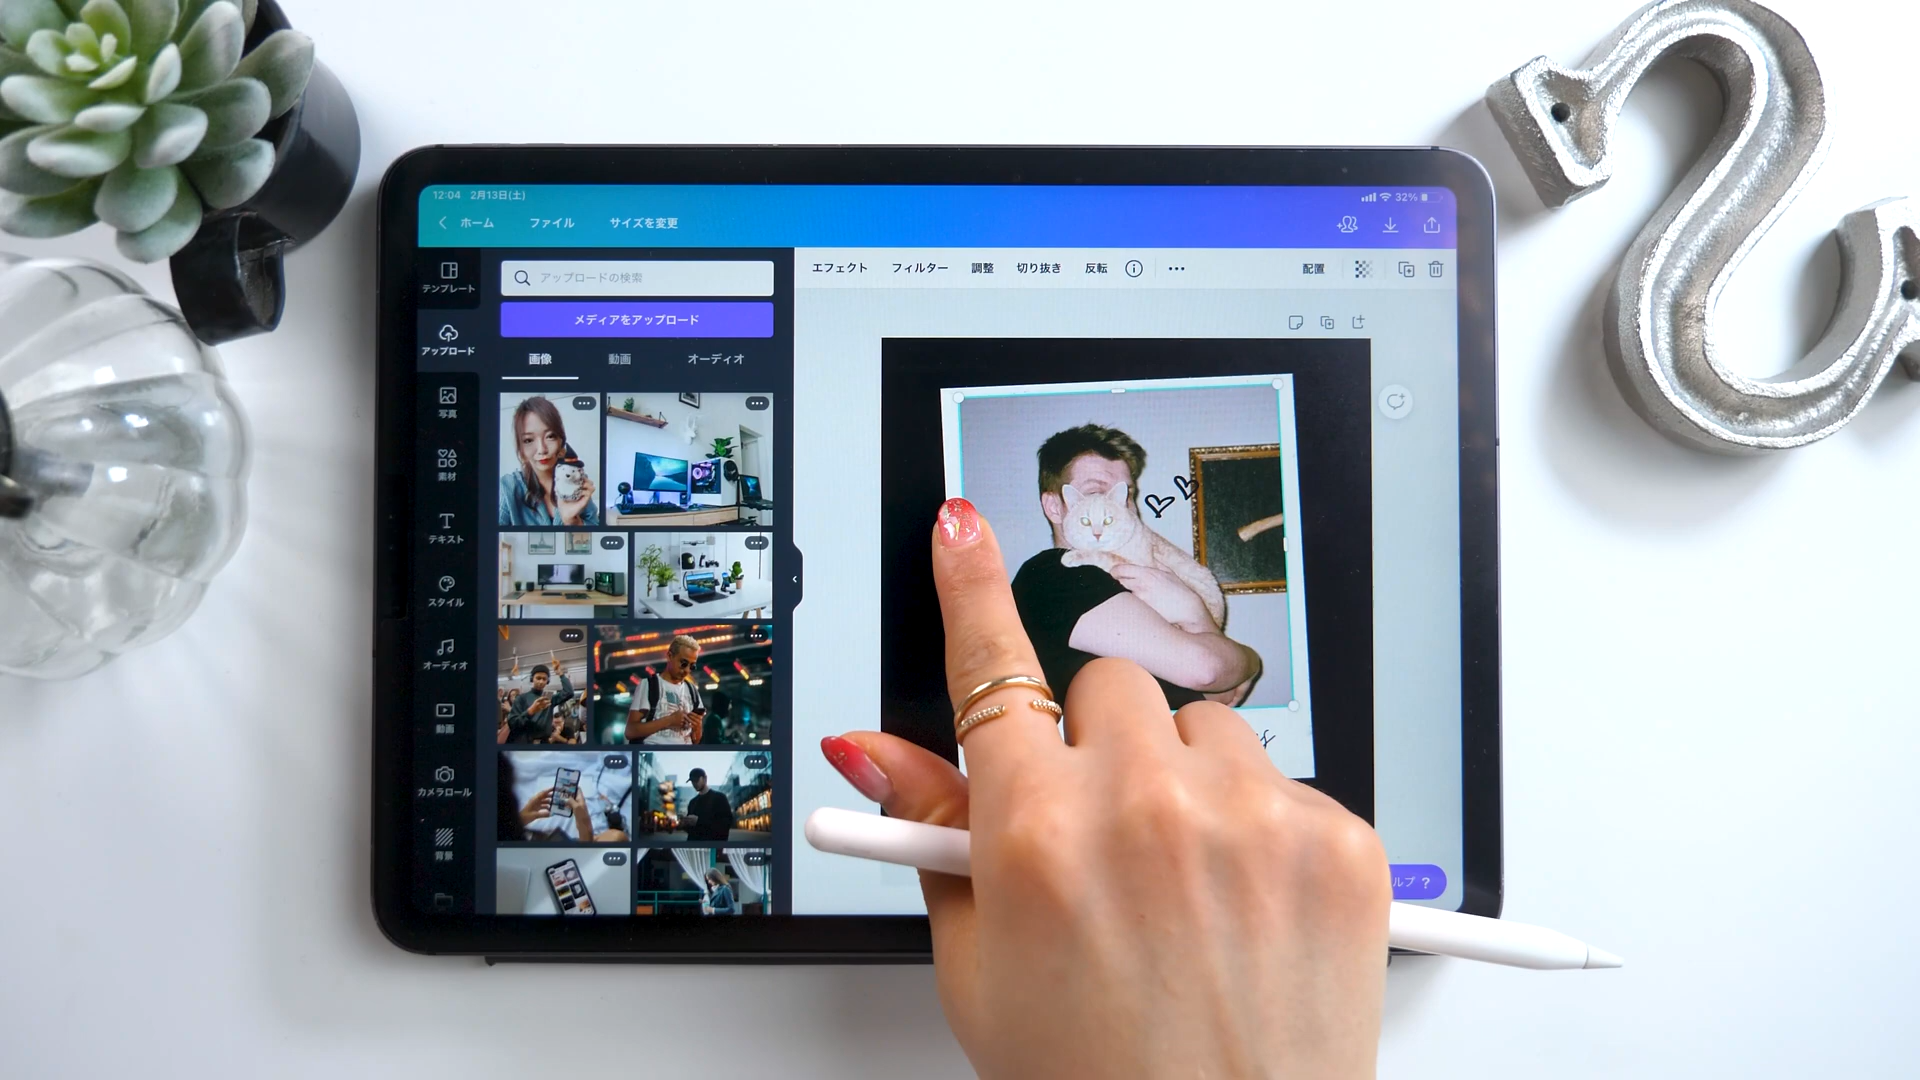 12:04 2月13日(土)
32%
ホーム ファイル サイズを変更
テンプレート
アップロード
写真
素材
テキスト
スタイル
オーディオ
動画
カメラロール
背景
アップロードの検索
メディアをアップロード
画像 動画 オーディオ
エフェクト フィルター 調整 切り抜き 反転
配置
ルプ ?